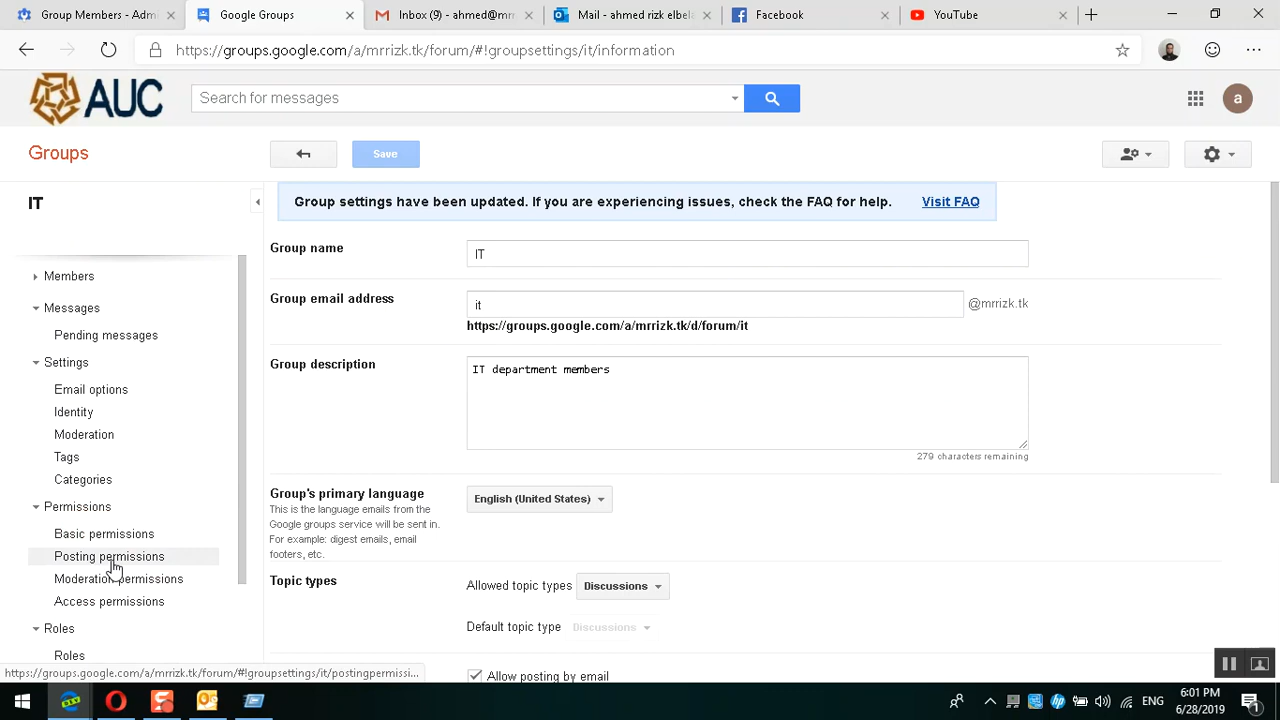 Group of Members - Adm
Google Groups
Inbox (9) - ahmed@mrr
Mail - ahmed rizk elbela
Facebook
YouTube
https://groups.google.com/a/mrrizk.tk/forum/#!groupsettings/it/information
AUC
Search for messages
a
Groups
Save
IT
Group settings have been updated. If you are experiencing issues, check the FAQ for help. Visit FAQ
Members
Messages
Pending messages
Settings
Email options
Identity
Moderation
Tags
Categories
Permissions
Basic permissions
Posting permissions
Moderation permissions
Access permissions
Roles
Roles
Group name
IT
Group email address
it
@mrrizk.tk
https://groups.google.com/a/mrrizk.tk/d/forum/it
Group description
IT department members
279 characters remaining
Group's primary language
English (United States)
This is the language emails from the
Google groups service will be sent in.
For example: digest emails, email
footers, etc.
Topic types
Allowed topic types Discussions
Default topic type Discussions
Allow posting by email
https://groups.google.com/a/mrrizk.tk/forum/#!groupsettings/it/postingpermissi...
ENG
6:01 PM
6/28/2019
1